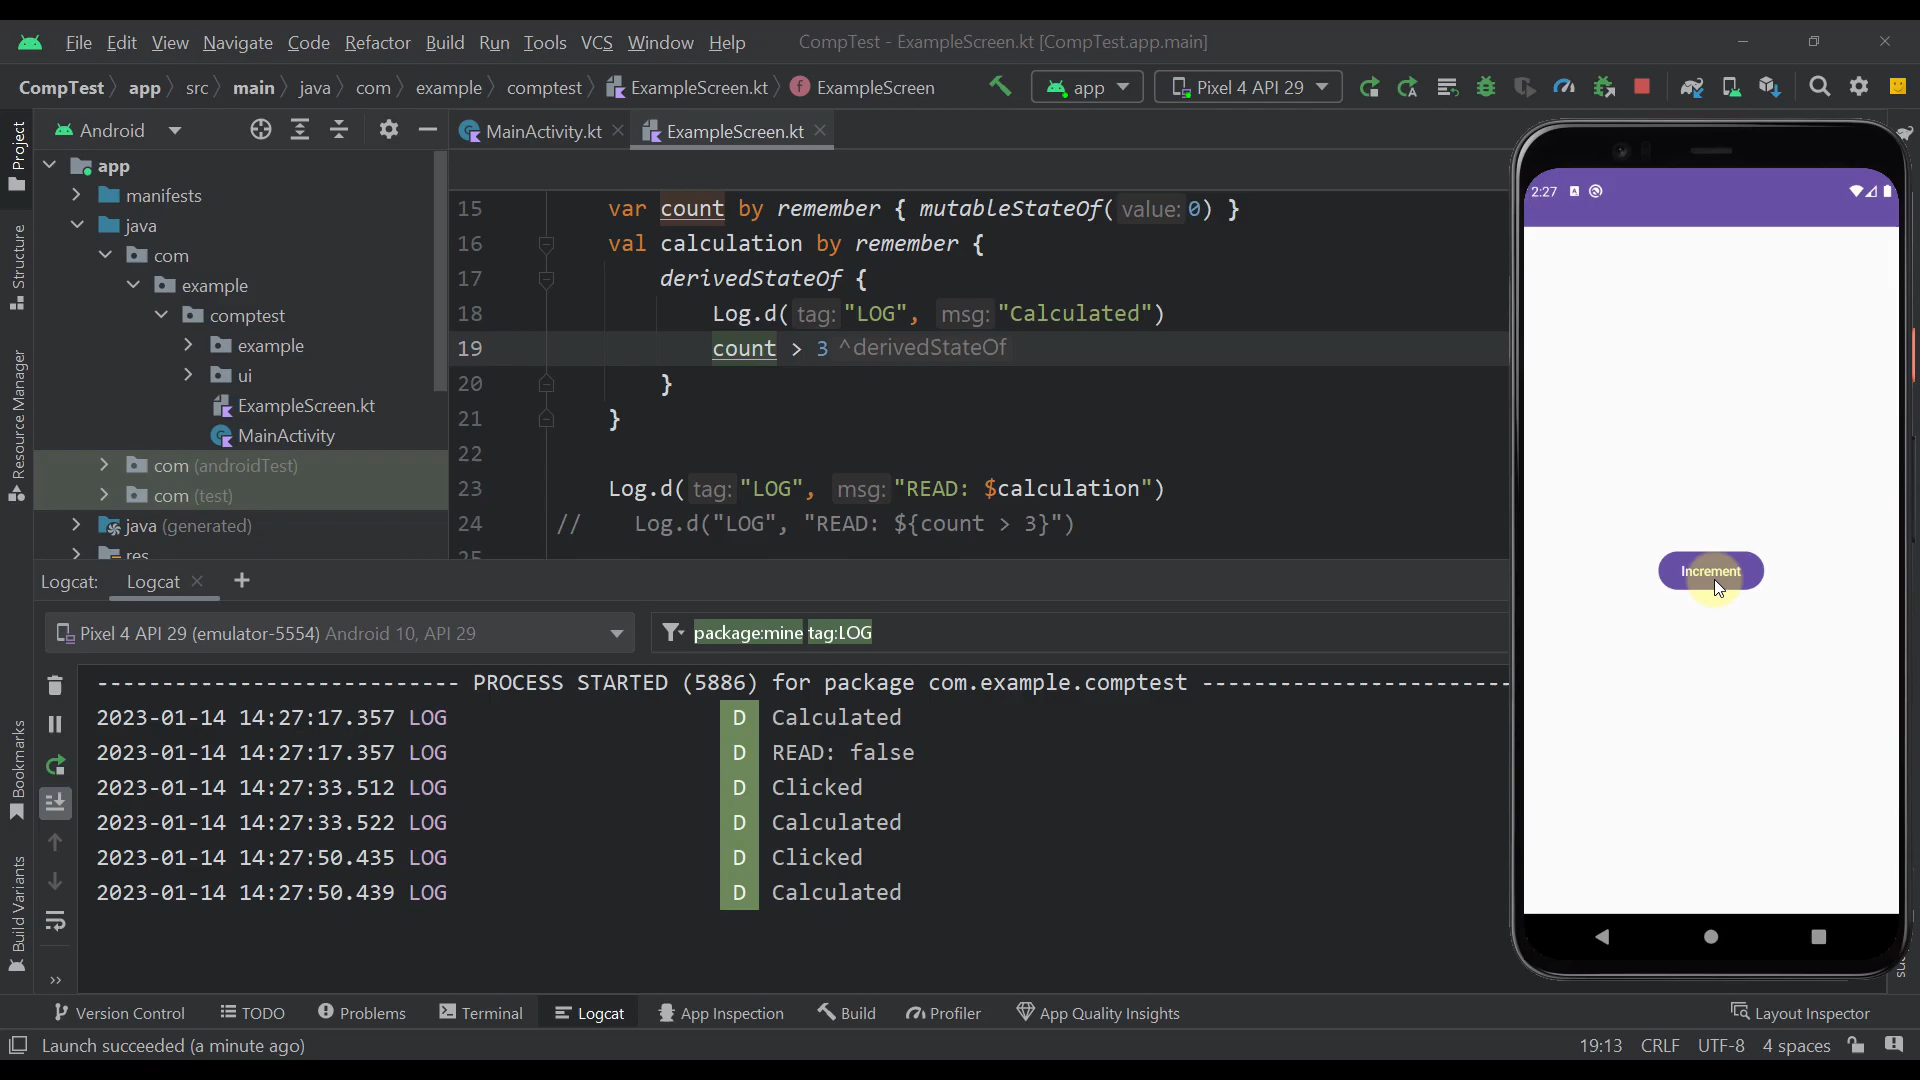 File Edit View Navigate Code Refactor Build Run Tools VCS Window Help CompTest - ExampleScreen.kt [CompTest.app.main]
CompTest app src main java com example comptest ExampleScreen.kt ExampleScreen app Pixel 4 API 29
Android
MainActivity.kt ExampleScreen.kt
Project
Structure
Resource Manager
Bookmarks
Build Variants
app
manifests
java
com
example
comptest
example
ui
ExampleScreen.kt
MainActivity
com (androidTest)
com (test)
java (generated)
res
15 var count by remember { mutableStateOf( value: 0) }
16 val calculation by remember {
17 derivedStateOf {
18 Log.d( tag: "LOG", msg: "Calculated")
19 count > 3 ^derivedStateOf
20 }
21 }
22
23 Log.d( tag: "LOG", msg: "READ: $calculation")
24 // Log.d("LOG", "READ: ${count > 3}")
25
2:27
Increment
Logcat: Logcat
Pixel 4 API 29 (emulator-5554) Android 10, API 29
package:mine tag:LOG
---------------------------- PROCESS STARTED (5886) for package com.example.comptest ------------------------
2023-01-14 14:27:17.357 LOG D Calculated
2023-01-14 14:27:17.357 LOG D READ: false
2023-01-14 14:27:33.512 LOG D Clicked
2023-01-14 14:27:33.522 LOG D Calculated
2023-01-14 14:27:50.435 LOG D Clicked
2023-01-14 14:27:50.439 LOG D Calculated
Version Control TODO Problems Terminal Logcat App Inspection Build Profiler App Quality Insights Layout Inspector
Launch succeeded (a minute ago) 19:13 CRLF UTF-8 4 spaces